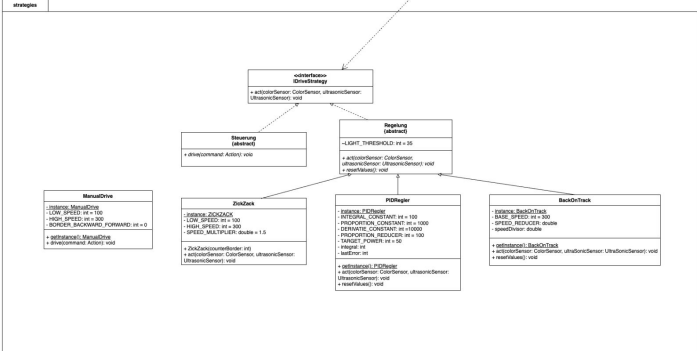 strategies
«interface»
IDriveStrategy
+ act(colorSensor: ColorSensor, ultrasonicSensor:
UltrasonicSensor): void
Steuerung
{abstract}
+ drive(command: Action): void
Regelung
{abstract}
~LIGHT_THRESHOLD: int = 35
+ act(colorSensor: ColorSensor,
ultrasonicSensor: UltrasonicSensor): void
+ resetValues(): void
ManualDrive
- instance: ManualDrive
- LOW_SPEED: int = 100
- HIGH_SPEED: int = 300
- BORDER_BACKWARD_FORWARD: int = 0
+ getInstance(): ManualDrive
+ drive(command: Action): void
ZickZack
- instance: ZICKZACK
- LOW_SPEED: int = 100
- HIGH_SPEED: int = 300
- SPEED_MULTIPLIER: double = 1.5
+ ZickZack(counterBorder: int)
+ act(colorSensor: ColorSensor, ultrasonicSensor:
UltrasonicSensor): void
PIDRegler
- instance: PIDRegler
- INTEGRAL_CONSTANT: int = 100
- PROPORTION_CONSTANT: int = 1000
- DERIVATIE_CONSTANT: int =10000
- PROPORTION_REDUCER: int = 100
- TARGET_POWER: int = 50
- integral: int
- lastError: int
+ getInstance(): PIDRegler
+ act(colorSensor: ColorSensor, ultrasonicSensor:
UltrasonicSensor): void
+ resetValues(): void
BackOnTrack
- instance: BackOnTrack
- BASE_SPEED: int = 300
- SPEED_REDUCER: double
- speedDivisor: double
+ getInstance(): BackOnTrack
+ act(colorSensor: ColorSensor, ultraSonicSensor: UltraSonicSensor): void
+ resetValues(): void